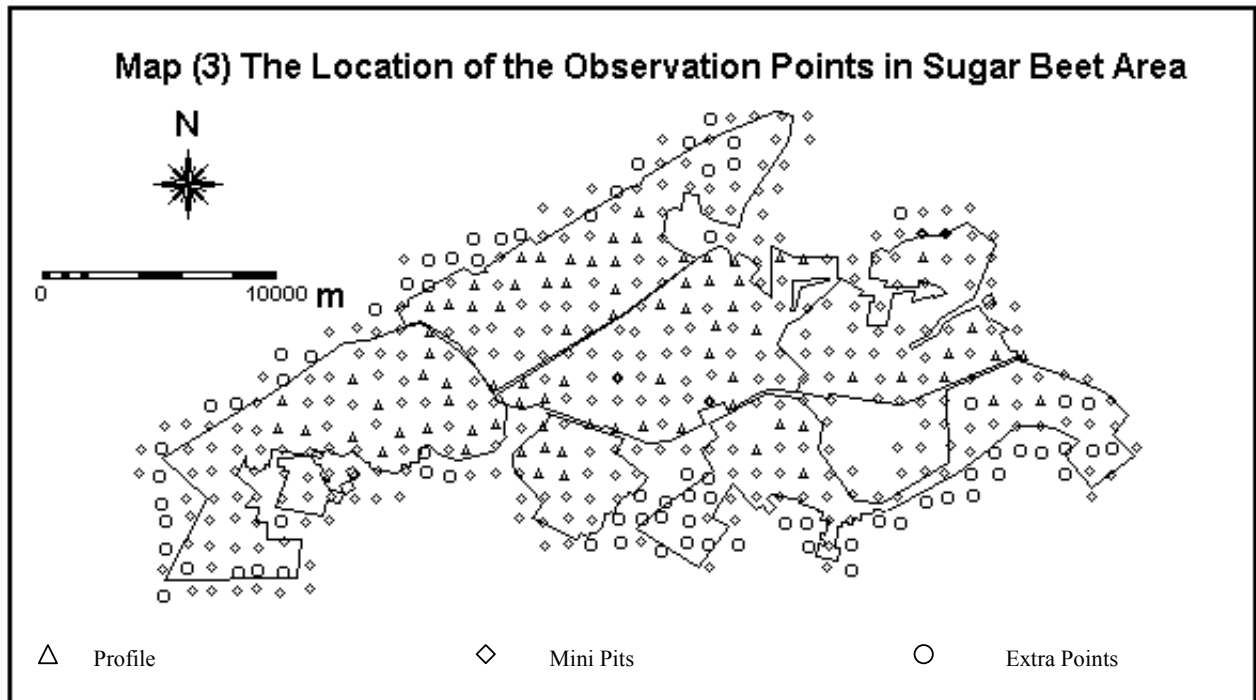 Map (3) The Location of the Observation Points in Sugar Beet Area
N
0 10000 m
Profile Mini Pits Extra Points